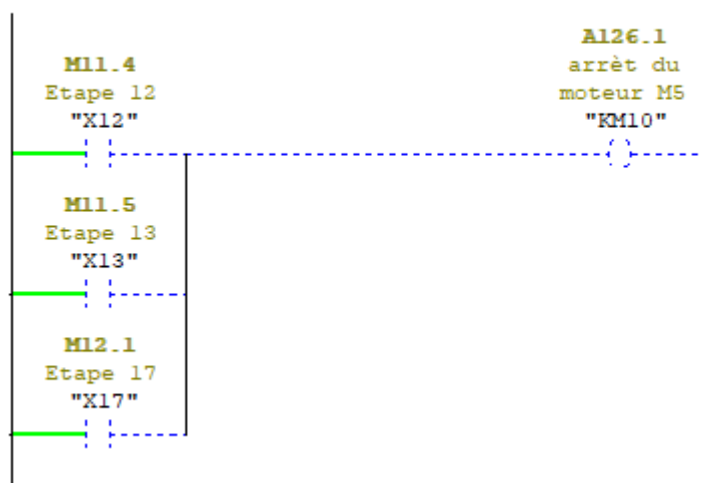 A126.1
M11.4
arrèt du
Etape 12
moteur M5
"X12"
"KM10"
M11.5
Etape 13
"X13"
M12.1
Etape 17
"X17"